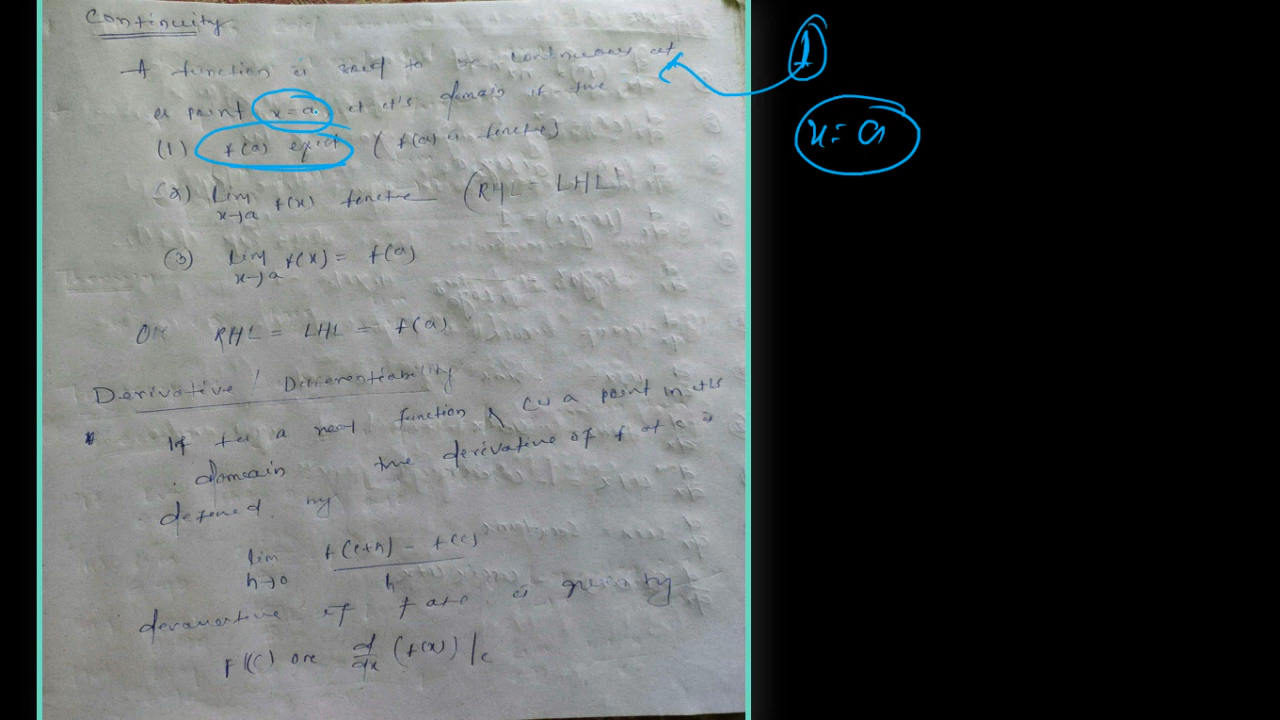 Continuity
A function is said to be continuous at
a point x = a of it's domain if the
(1) f(a) exist ( f(a) is finite)
(2) Lim x→a f(x) finite (RHL = LHL)
(3) Lim x→a f(x) = f(a)
OR RHL = LHL = f(a)
Derivative / Differentiability
If f is a real function & c is a point in its
domain the derivative of f at c is
defined by
lim h→0 f(c+h) - f(c) / h
derivative of f at c is given by
f'(c) or d/dx (f(x)) |c
1
x = a